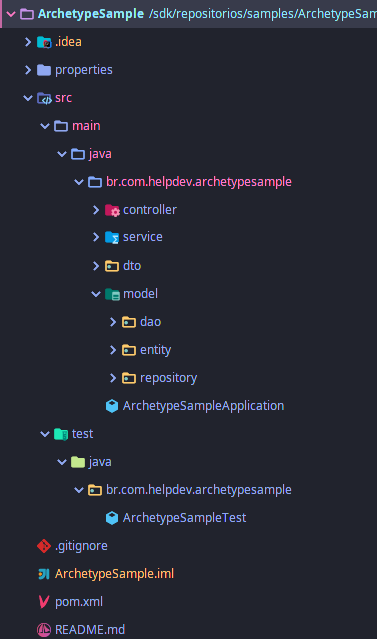 ArchetypeSample /sdk/repositorios/samples/ArchetypeSam
.idea
properties
src
main
java
br.com.helpdev.archetypesample
controller
service
dto
model
dao
entity
repository
ArchetypeSampleApplication
test
java
br.com.helpdev.archetypesample
ArchetypeSampleTest
.gitignore
ArchetypeSample.iml
pom.xml
README.md